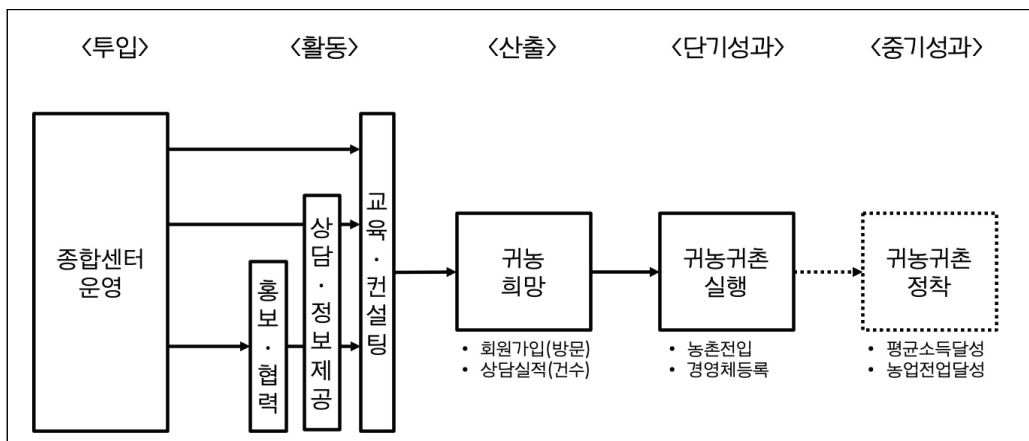 <투입>
<활동>
<산출>
<단기성과>
<중기성과>
종합센터
운영
홍보·협력
상담·정보제공
교육·컨설팅
귀농
희망
• 회원가입(방문)
• 상담실적(건수)
귀농귀촌
실행
• 농촌전입
• 경영체등록
귀농귀촌
정착
• 평균소득달성
• 농업전업달성